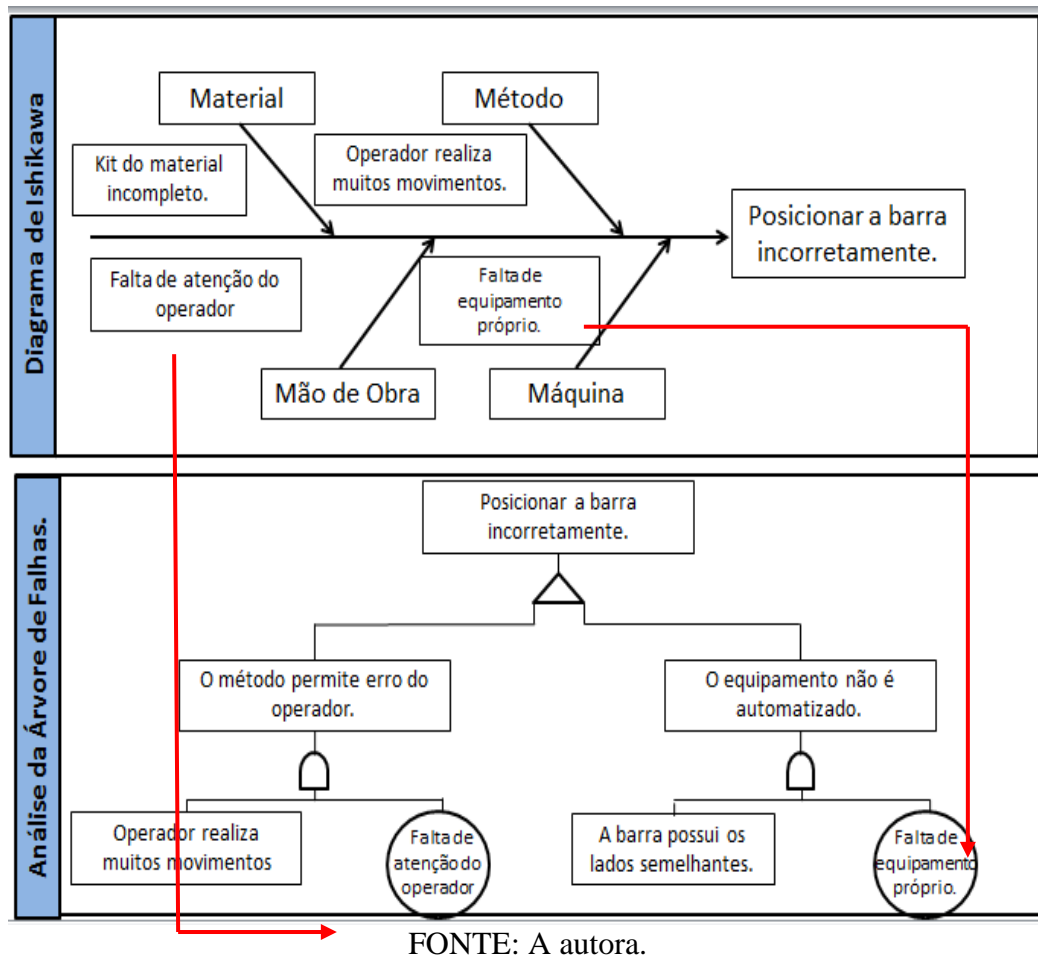 Diagrama de Ishikawa
Material
Método
Kit do material
incompleto.
Operador realiza
muitos movimentos.
Posicionar a barra
incorretamente.
Falta de atenção do
operador
Falta de
equipamento
próprio.
Mão de Obra
Máquina
Análise da Árvore de Falhas.
Posicionar a barra
incorretamente.
O método permite erro do
operador.
O equipamento não é
automatizado.
Operador realiza
muitos movimentos
Falta de
atenção do
operador
A barra possui os
lados semelhantes.
Falta de
equipamento
próprio.
FONTE: A autora.